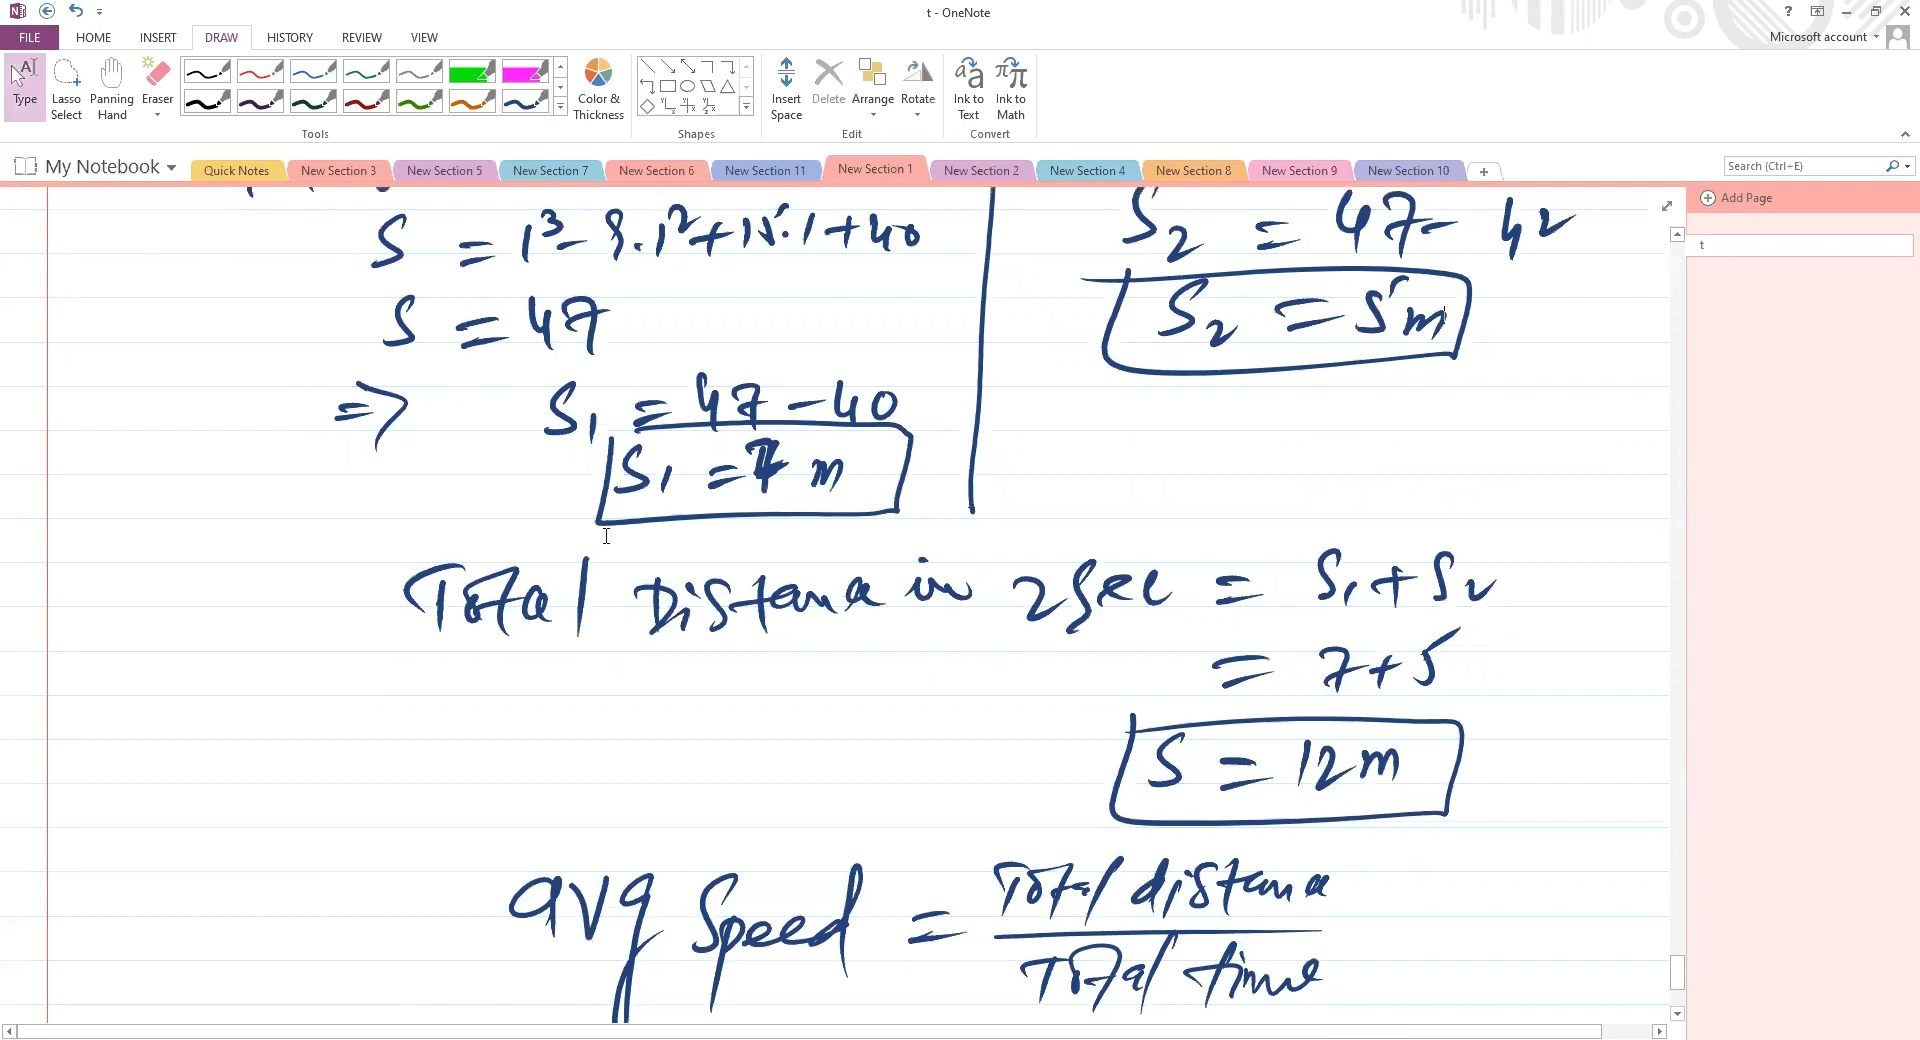 t - OneNote
?
FILE HOME INSERT DRAW HISTORY REVIEW VIEW
Microsoft account
Type
Lasso Select
Panning Hand
Eraser
Color & Thickness
Insert Space
Delete
Arrange
Rotate
Ink to Text
Ink to Math
Tools
Shapes
Edit
Convert
My Notebook
Quick Notes
New Section 3
New Section 5
New Section 7
New Section 6
New Section 11
New Section 1
New Section 2
New Section 4
New Section 8
New Section 9
New Section 10
Search (Ctrl+E)
Add Page
t
S = 1³ - 9.1² + 15.1 + 40
S = 47
=> S₁ = 47 - 40
S₁ = 7 m
S₂ = 47 - 42
S₂ = 5m
Total Distance in 2 sec = S₁ + S₂
= 7 + 5
S = 12m
avg Speed = Total distance
Total time